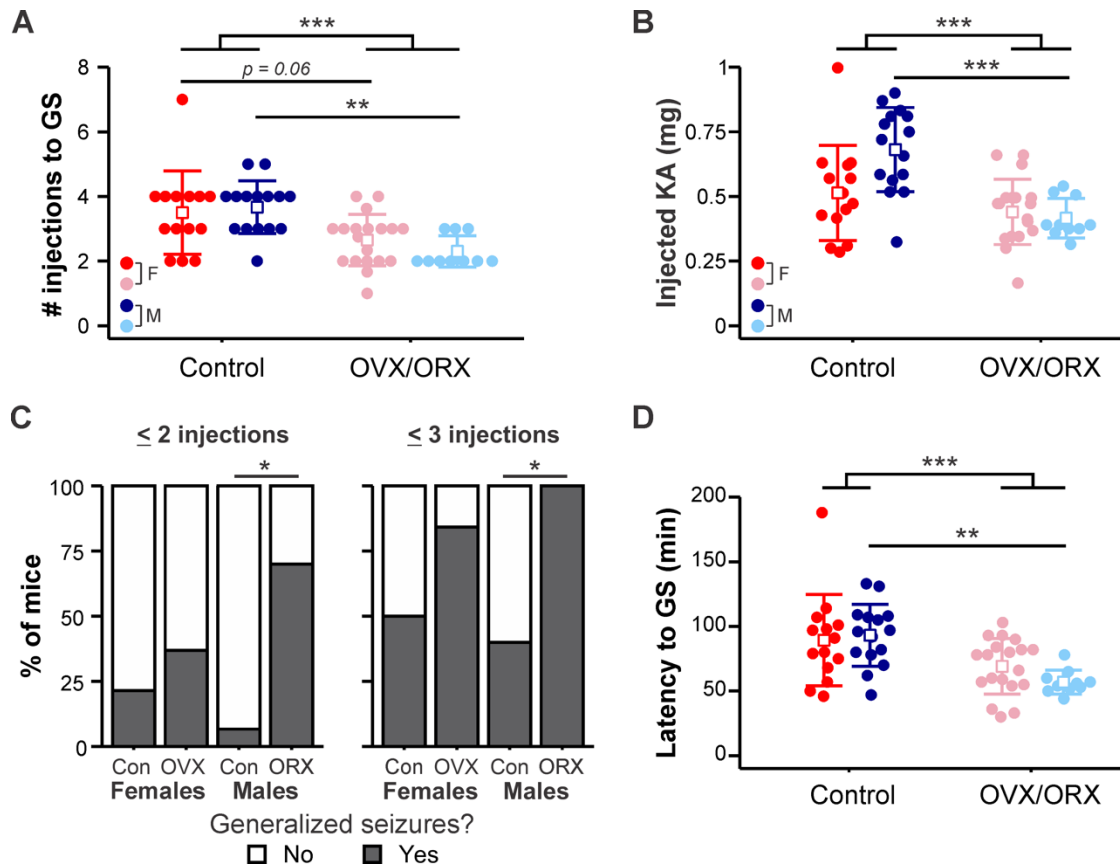 A
***
p = 0.06
**
# injections to GS
8
6
4
2
0
F
M
Control
OVX/ORX
B
***
***
Injected KA (mg)
1
0.75
0.5
0.25
0
F
M
Control
OVX/ORX
C
≤ 2 injections
≤ 3 injections
*
*
% of mice
100
75
50
25
0
Con OVX Con ORX
Females Males
Con OVX Con ORX
Females Males
Generalized seizures?
No Yes
D
***
**
Latency to GS (min)
200
150
100
50
0
Control
OVX/ORX